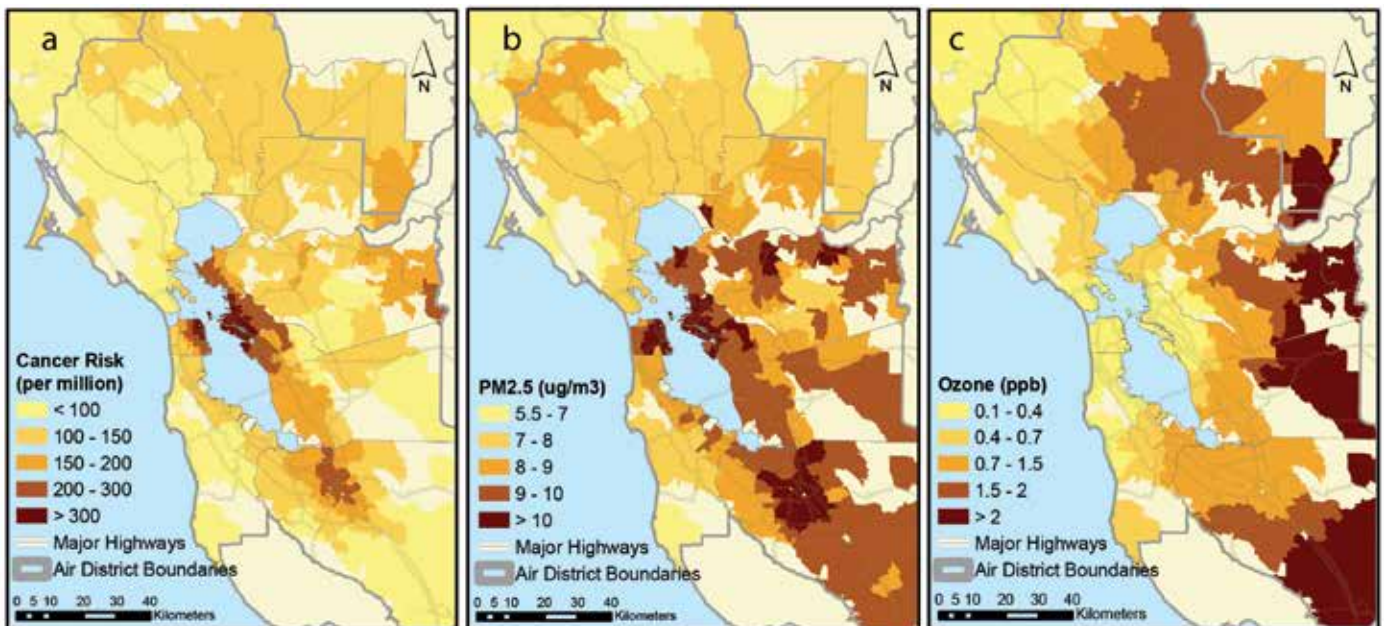 a
N
Cancer Risk
(per million)
< 100
100 - 150
150 - 200
200 - 300
> 300
Major Highways
Air District Boundaries
0 5 10 20 30 40
Kilometers
b
N
PM2.5 (ug/m3)
5.5 - 7
7 - 8
8 - 9
9 - 10
> 10
Major Highways
Air District Boundaries
0 5 10 20 30 40
Kilometers
c
N
Ozone (ppb)
0.1 - 0.4
0.4 - 0.7
0.7 - 1.5
1.5 - 2
> 2
Major Highways
Air District Boundaries
0 5 10 20 30 40
Kilometers